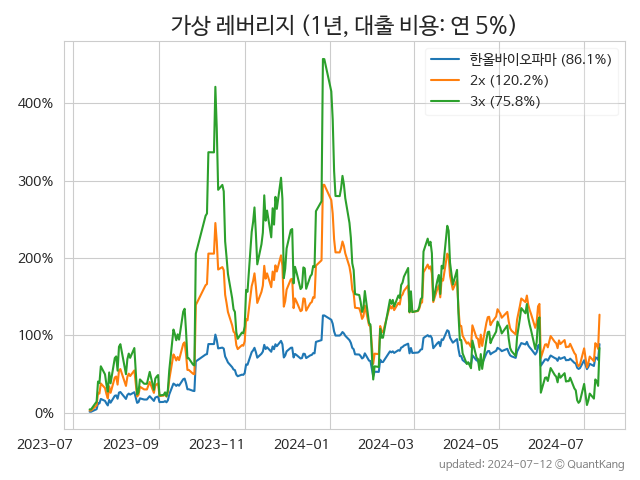 가상 레버리지 (1년, 대출 비용: 연 5%)
한올바이오파마 (86.1%)
2x (120.2%)
3x (75.8%)
400%
300%
200%
100%
0%
2023-07 2023-09 2023-11 2024-01 2024-03 2024-05 2024-07
updated: 2024-07-12 © QuantKang